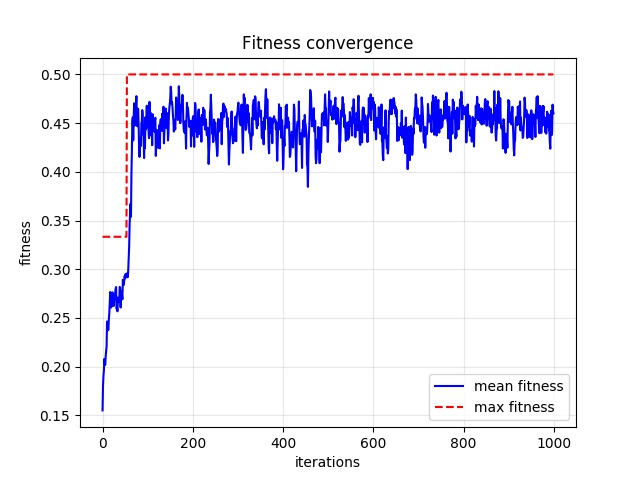 Fitness convergence
fitness
0.50
0.45
0.40
0.35
0.30
0.25
0.20
0.15
mean fitness
max fitness
0 200 400 600 800 1000
iterations